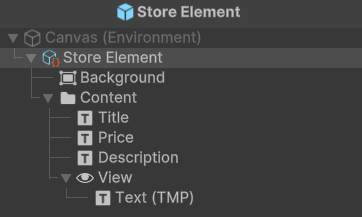 Store Element
Canvas (Environment)
Store Element
Background
Content
Title
Price
Description
View
Text (TMP)